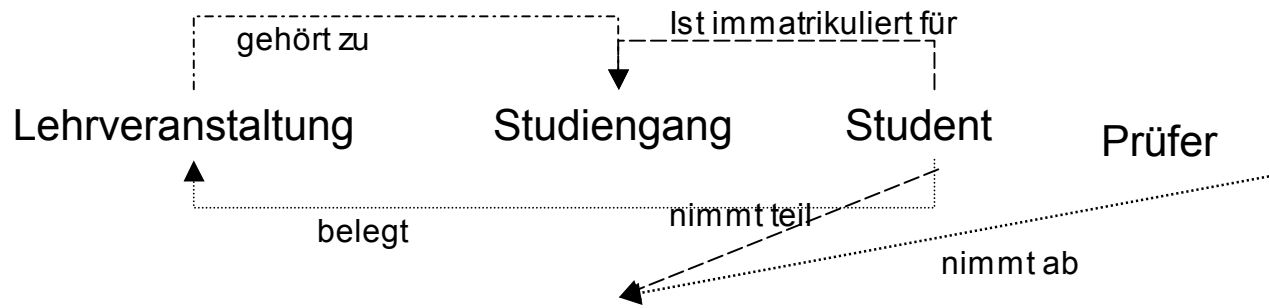 Ist immatrikuliert für
gehört zu
Lehrveranstaltung
Studiengang
Student
Prüfer
belegt
nimmt teil
nimmt ab